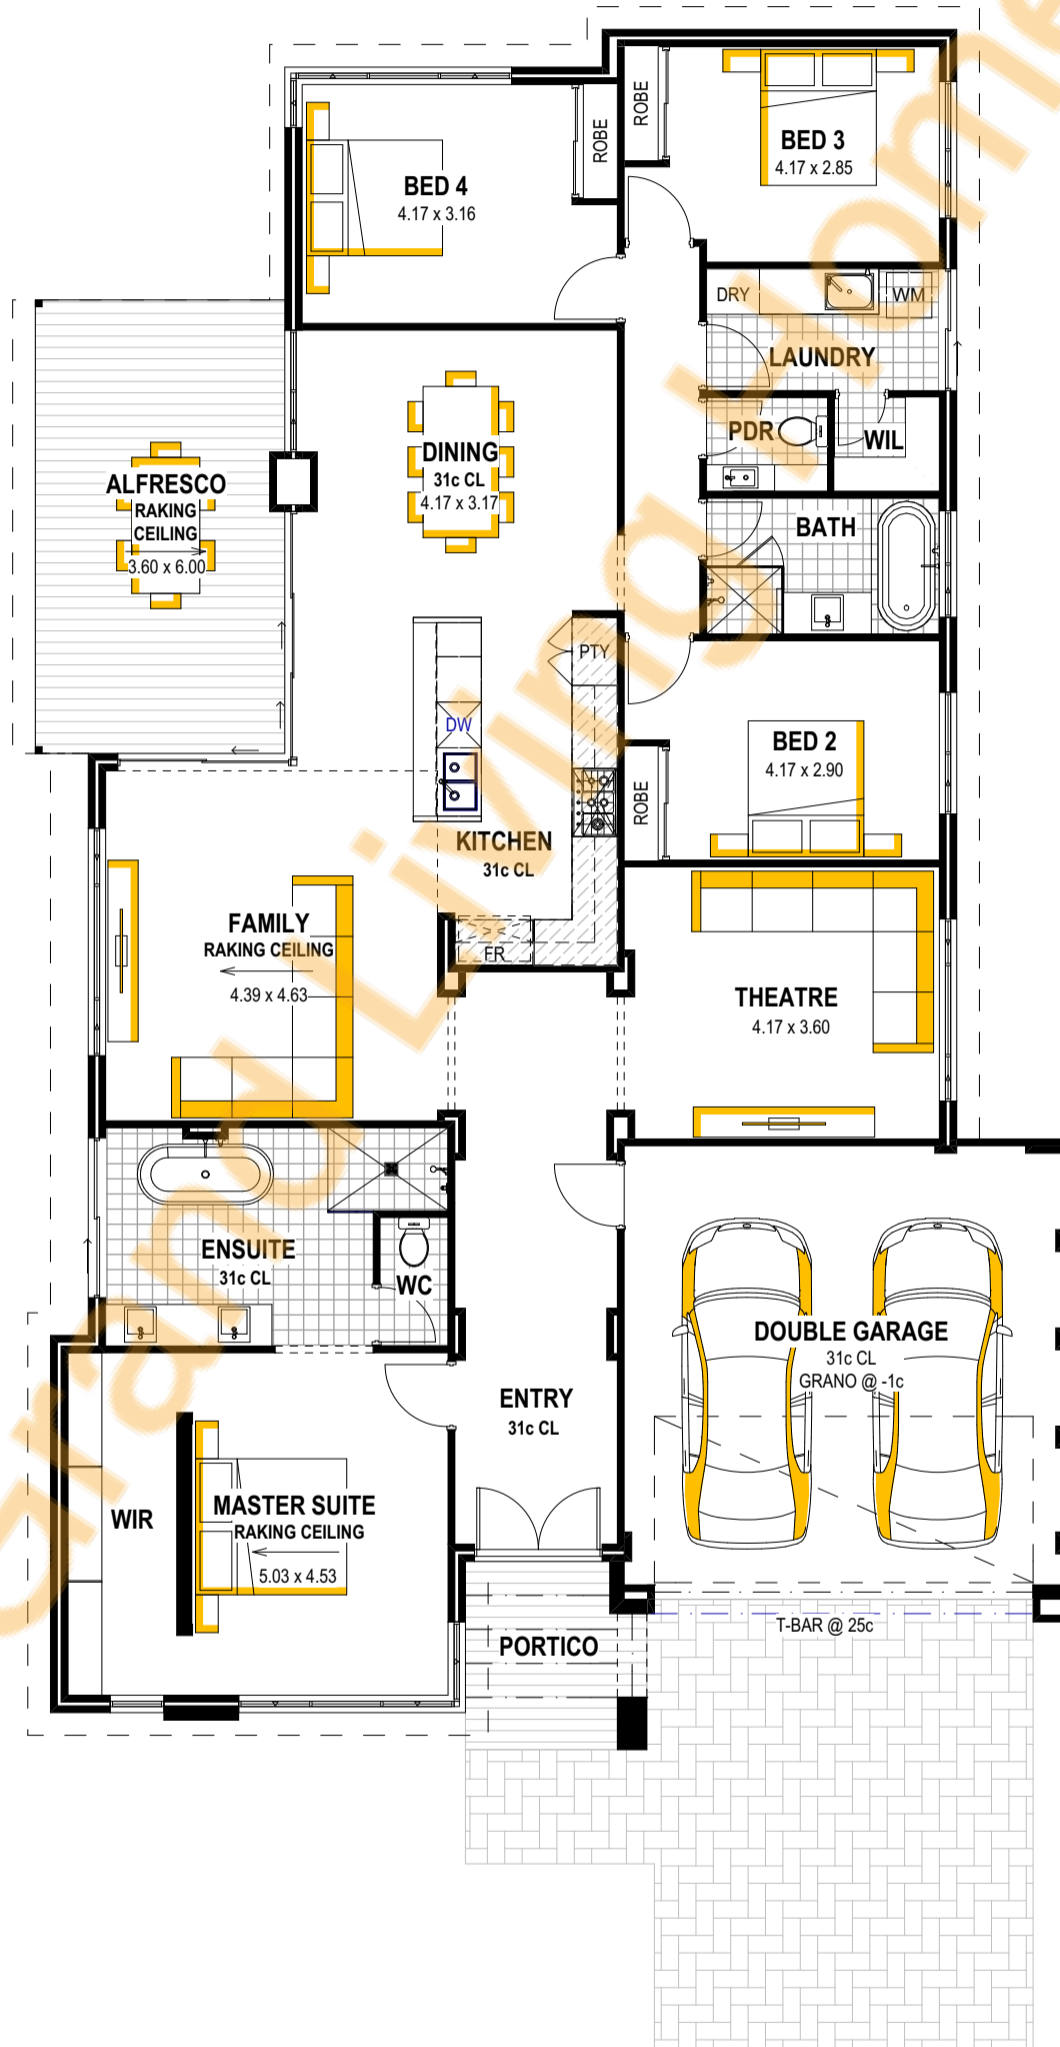 ROBE
BED 3
4.17 x 2.85
ROBE
BED 4
4.17 x 3.16
DRY
WM
LAUNDRY
PDR
WIL
DINING
31c CL
4.17 x 3.17
ALFRESCO
RAKING
CEILING
3.60 x 6.00
BATH
PTY
DW
BED 2
4.17 x 2.90
ROBE
KITCHEN
31c CL
FR
FAMILY
RAKING CEILING
4.39 x 4.63
THEATRE
4.17 x 3.60
ENSUITE
31c CL
WC
DOUBLE GARAGE
31c CL
GRANO @ -1c
ENTRY
31c CL
WIR
MASTER SUITE
RAKING CEILING
5.03 x 4.53
PORTICO
T-BAR @ 25c
Grand Living Home